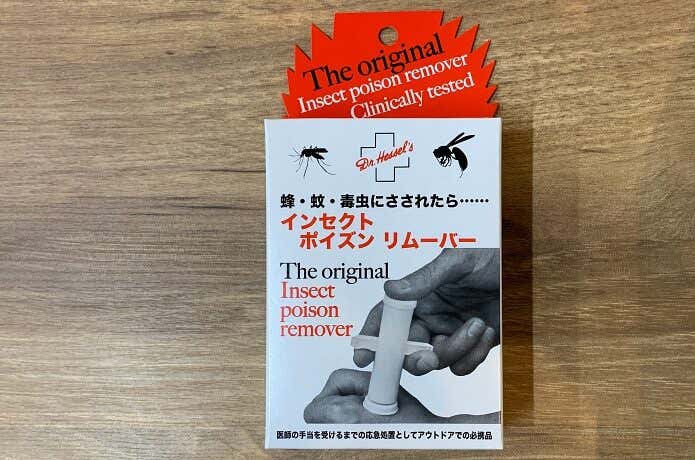 The original
Insect poison remover
Clinically tested
Dr. Hessel's
蜂・蚊・毒虫にさされたら……
インセクト
ポイズン リムーバー
The original
Insect
poison
remover
医師の手当を受けるまでの応急処置としてアウトドアでの必携品